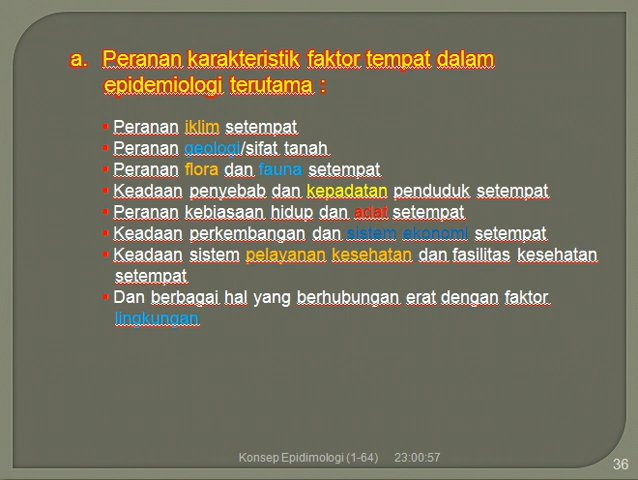 a. Peranan karakteristik faktor tempat dalam
epidemiologi terutama :
▪ Peranan iklim setempat
▪ Peranan geologi/sifat tanah
▪ Peranan flora dan fauna setempat
▪ Keadaan penyebab dan kepadatan penduduk setempat
▪ Peranan kebiasaan hidup dan adat setempat
▪ Keadaan perkembangan dan sistem ekonomi setempat
▪ Keadaan sistem pelayanan kesehatan dan fasilitas kesehatan
setempat
▪ Dan berbagai hal yang berhubungan erat dengan faktor
lingkungan
Konsep Epidimologi (1-64) 23:00:57
36